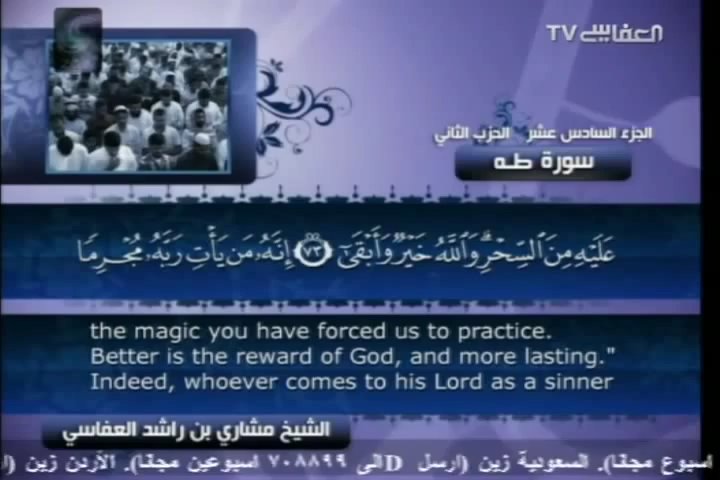 العفاسي TV
الجزء السادس عشر الحزب الثاني
سورة طه
عَلَيْهِ مِنَ ٱلسِّحْرِۗ وَٱللَّهُ خَيْرٌ وَأَبْقَىٰٓ ٧٣ إِنَّهُۥ مَن يَأْتِ رَبَّهُۥ مُجْرِمًا
the magic you have forced us to practice.
Better is the reward of God, and more lasting."
Indeed, whoever comes to his Lord as a sinner
الشيخ مشاري بن راشد العفاسي
اسبوع مجانا). السعودية زين (ارسل D الى ٧٠٨٨٩٩ اسبوعين مجانا). الأردن زين (ا